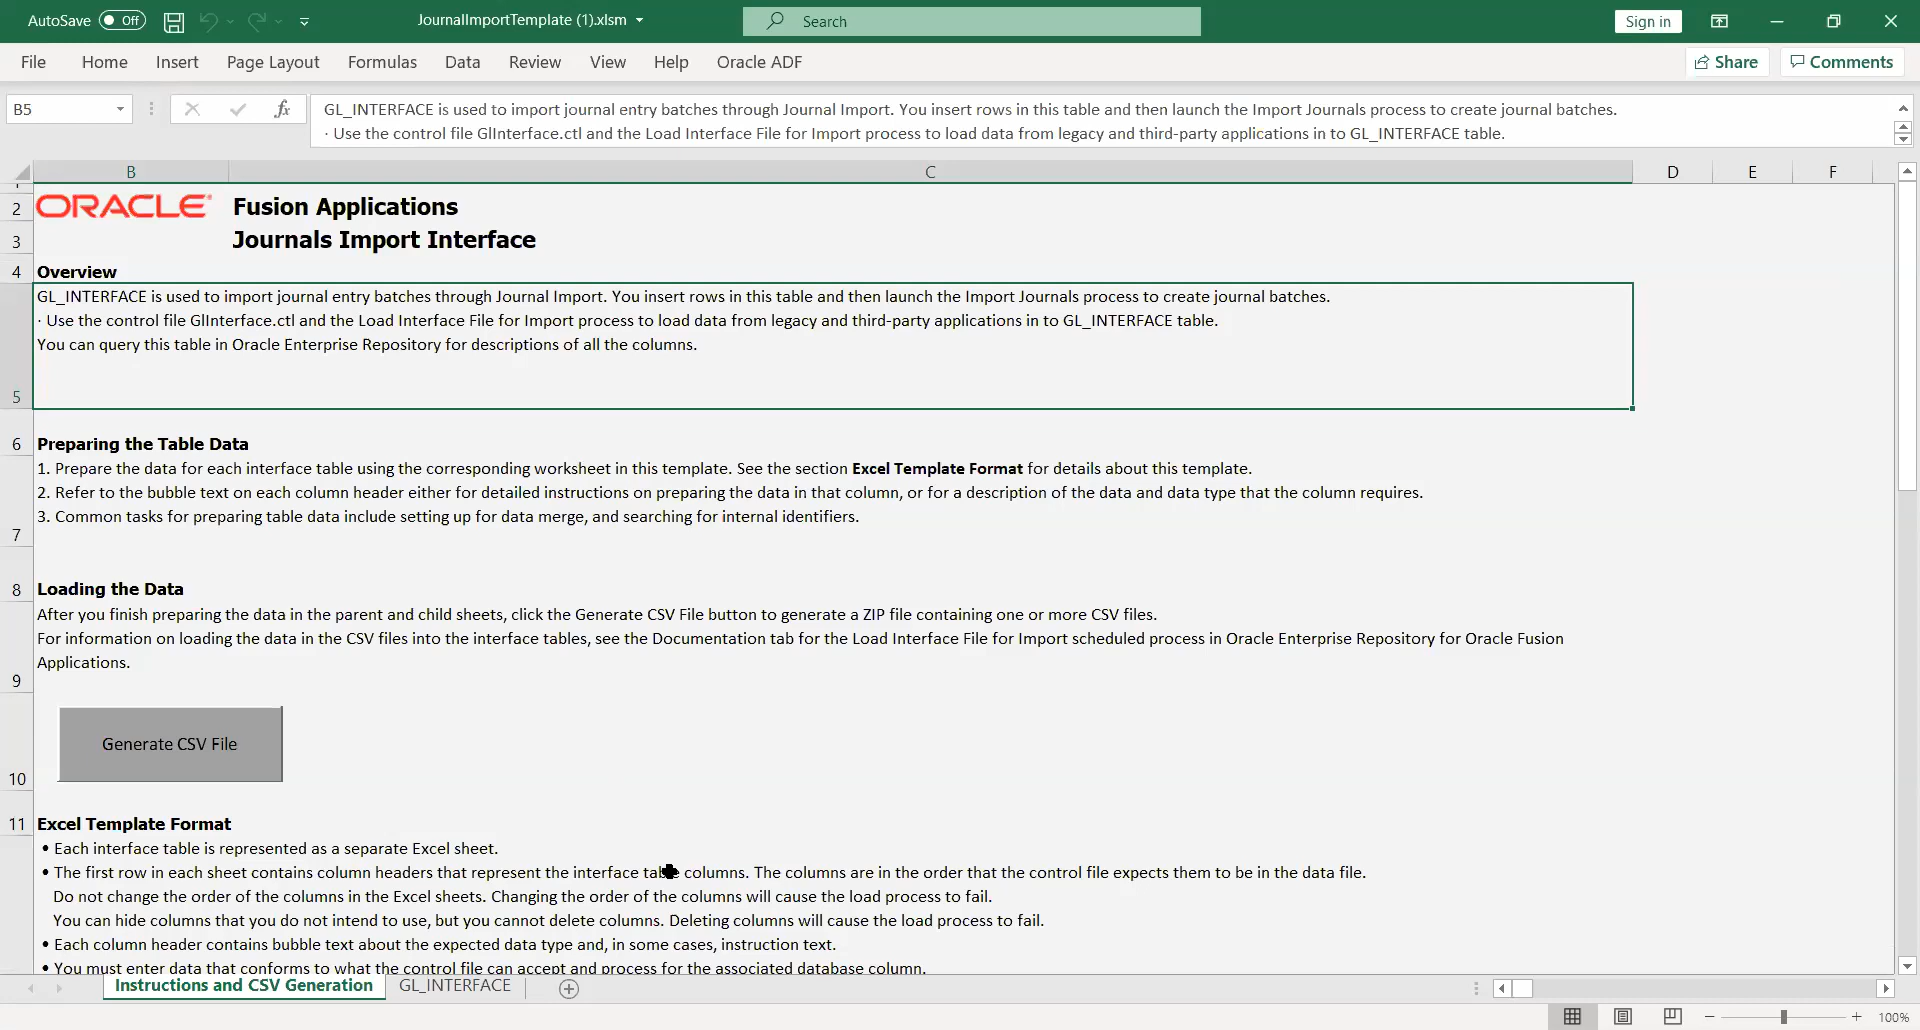 AutoSave Off JournalImportTemplate (1).xlsm Search Sign in
File Home Insert Page Layout Formulas Data Review View Help Oracle ADF Share Comments
B5 fx GL_INTERFACE is used to import journal entry batches through Journal Import. You insert rows in this table and then launch the Import Journals process to create journal batches.
· Use the control file GlInterface.ctl and the Load Interface File for Import process to load data from legacy and third-party applications in to GL_INTERFACE table.
B C D E F
2 ORACLE Fusion Applications
3 Journals Import Interface
4 Overview
GL_INTERFACE is used to import journal entry batches through Journal Import. You insert rows in this table and then launch the Import Journals process to create journal batches.
· Use the control file GlInterface.ctl and the Load Interface File for Import process to load data from legacy and third-party applications in to GL_INTERFACE table.
You can query this table in Oracle Enterprise Repository for descriptions of all the columns.
5
6 Preparing the Table Data
1. Prepare the data for each interface table using the corresponding worksheet in this template. See the section Excel Template Format for details about this template.
2. Refer to the bubble text on each column header either for detailed instructions on preparing the data in that column, or for a description of the data and data type that the column requires.
3. Common tasks for preparing table data include setting up for data merge, and searching for internal identifiers.
7
8 Loading the Data
After you finish preparing the data in the parent and child sheets, click the Generate CSV File button to generate a ZIP file containing one or more CSV files.
For information on loading the data in the CSV files into the interface tables, see the Documentation tab for the Load Interface File for Import scheduled process in Oracle Enterprise Repository for Oracle Fusion
Applications.
9
Generate CSV File
10
11 Excel Template Format
• Each interface table is represented as a separate Excel sheet.
• The first row in each sheet contains column headers that represent the interface table columns. The columns are in the order that the control file expects them to be in the data file.
Do not change the order of the columns in the Excel sheets. Changing the order of the columns will cause the load process to fail.
You can hide columns that you do not intend to use, but you cannot delete columns. Deleting columns will cause the load process to fail.
• Each column header contains bubble text about the expected data type and, in some cases, instruction text.
• You must enter data that conforms to what the control file can accept and process for the associated database column.
Instructions and CSV Generation GL_INTERFACE
100%